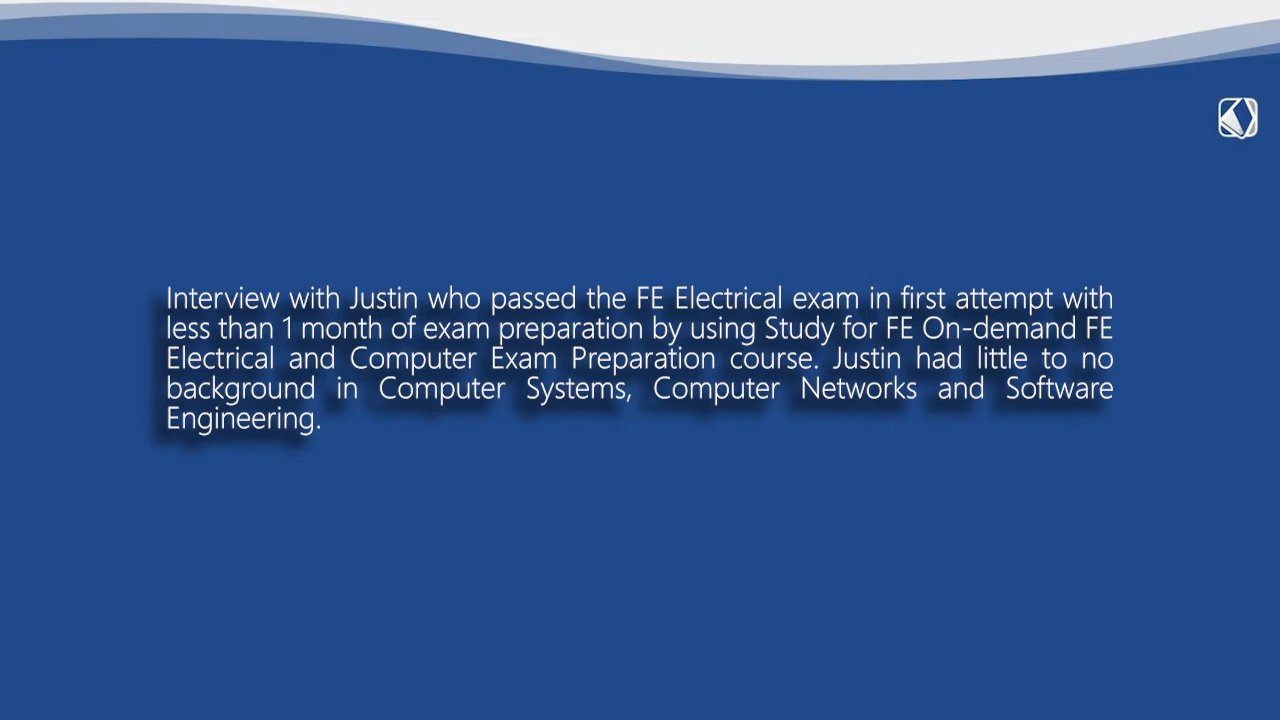 Interview with Justin who passed the FE Electrical exam in first attempt with
less than 1 month of exam preparation by using Study for FE On-demand FE
Electrical and Computer Exam Preparation course. Justin had little to no
background in Computer Systems, Computer Networks and Software
Engineering.